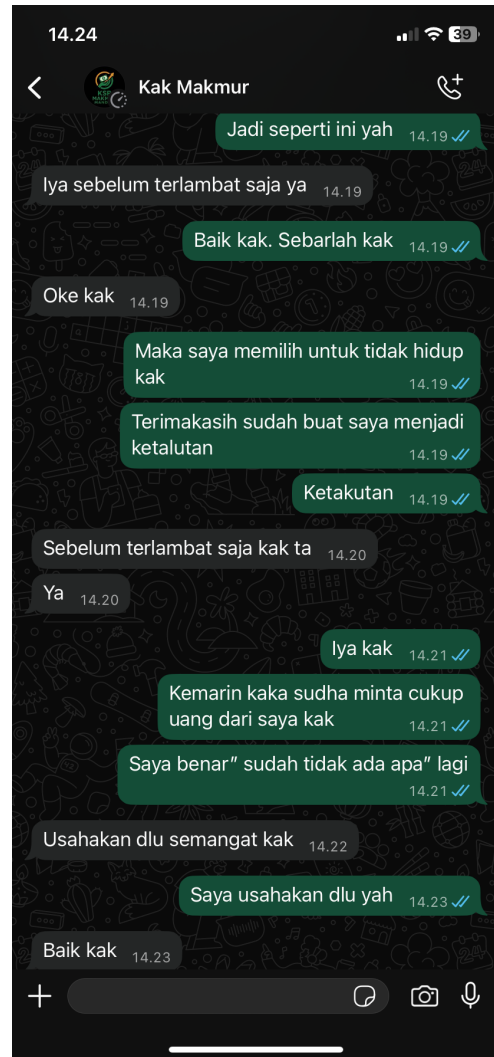 14.24
39
Kak Makmur
Jadi seperti ini yah 14.19
Iya sebelum terlambat saja ya 14.19
Baik kak. Sebarlah kak 14.19
Oke kak 14.19
Maka saya memilih untuk tidak hidup
kak 14.19
Terimakasih sudah buat saya menjadi
ketalutan 14.19
Ketakutan 14.19
Sebelum terlambat saja kak ta 14.20
Ya 14.20
Iya kak 14.21
Kemarin kaka sudha minta cukup
uang dari saya kak 14.21
Saya benar” sudah tidak ada apa” lagi
14.21
Usahakan dlu semangat kak 14.22
Saya usahakan dlu yah 14.23
Baik kak 14.23